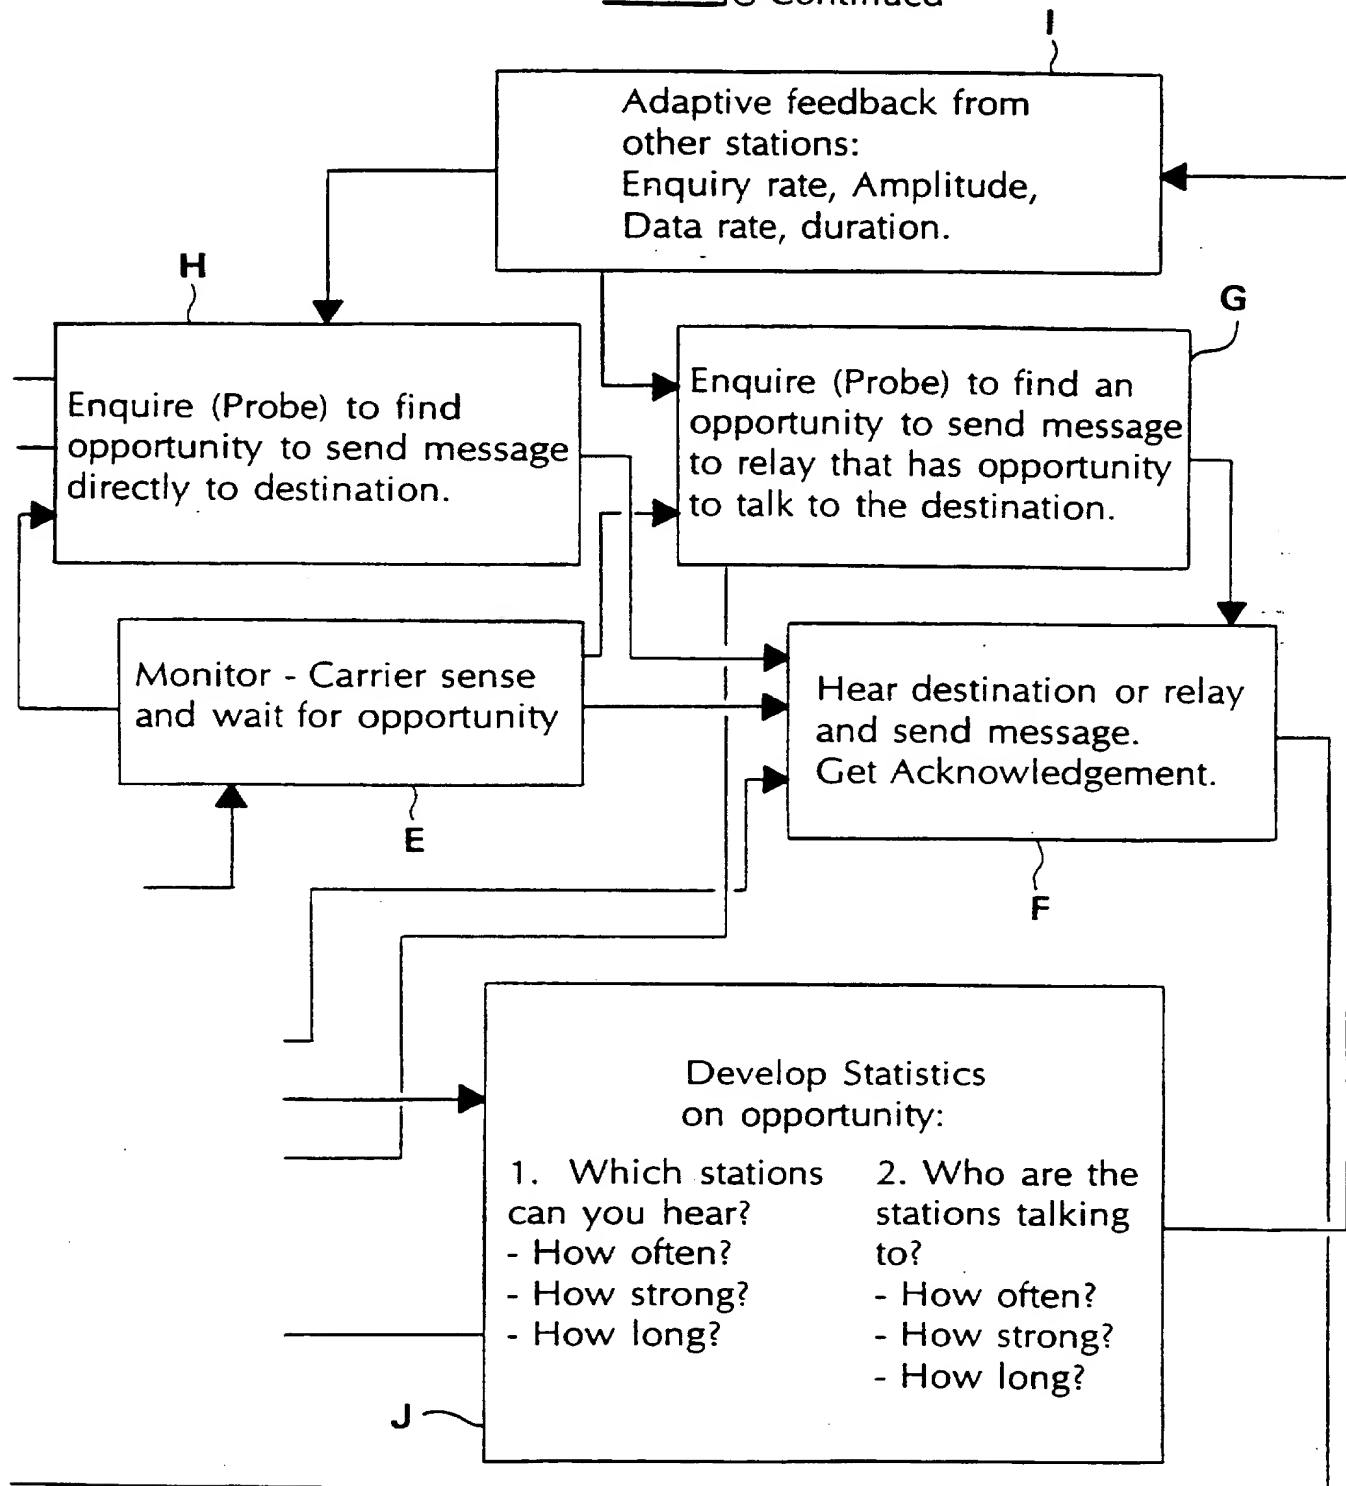 Continued
I
Adaptive feedback from
other stations:
Enquiry rate, Amplitude,
Data rate, duration.
H
G
Enquire (Probe) to find
opportunity to send message
directly to destination.
Enquire (Probe) to find an
opportunity to send message
to relay that has opportunity
to talk to the destination.
Monitor - Carrier sense
and wait for opportunity
Hear destination or relay
and send message.
Get Acknowledgement.
E
F
Develop Statistics
on opportunity:
1. Which stations
can you hear?
- How often?
- How strong?
- How long?
2. Who are the
stations talking
to?
- How often?
- How strong?
- How long?
J